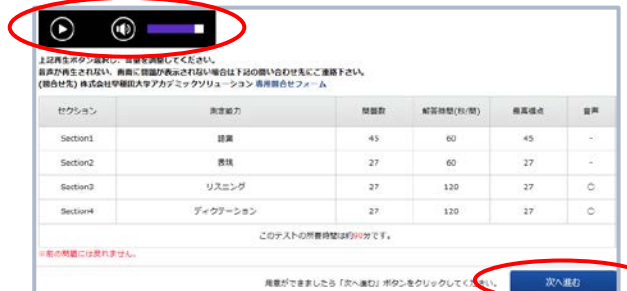 上記再生ボタン選択し、音量を調整してください。
音声が再生されない、画面に問題が表示されない場合は下記の問い合わせ先にご連絡下さい。
(問合せ先) 株式会社早稲田大学アカデミックソリューション 専用問合せフォーム
セクション 測定能力 問題数 解答時間(秒/問) 最高得点 音声
Section1 語彙 45 60 45 -
Section2 表現 27 60 27 -
Section3 リスニング 27 120 27 ○
Section4 ディクテーション 27 120 27 ○
このテストの所要時間は約90分です。
※前の問題には戻れません。
用意ができましたら「次へ進む」ボタンをクリックしてください。 次へ進む